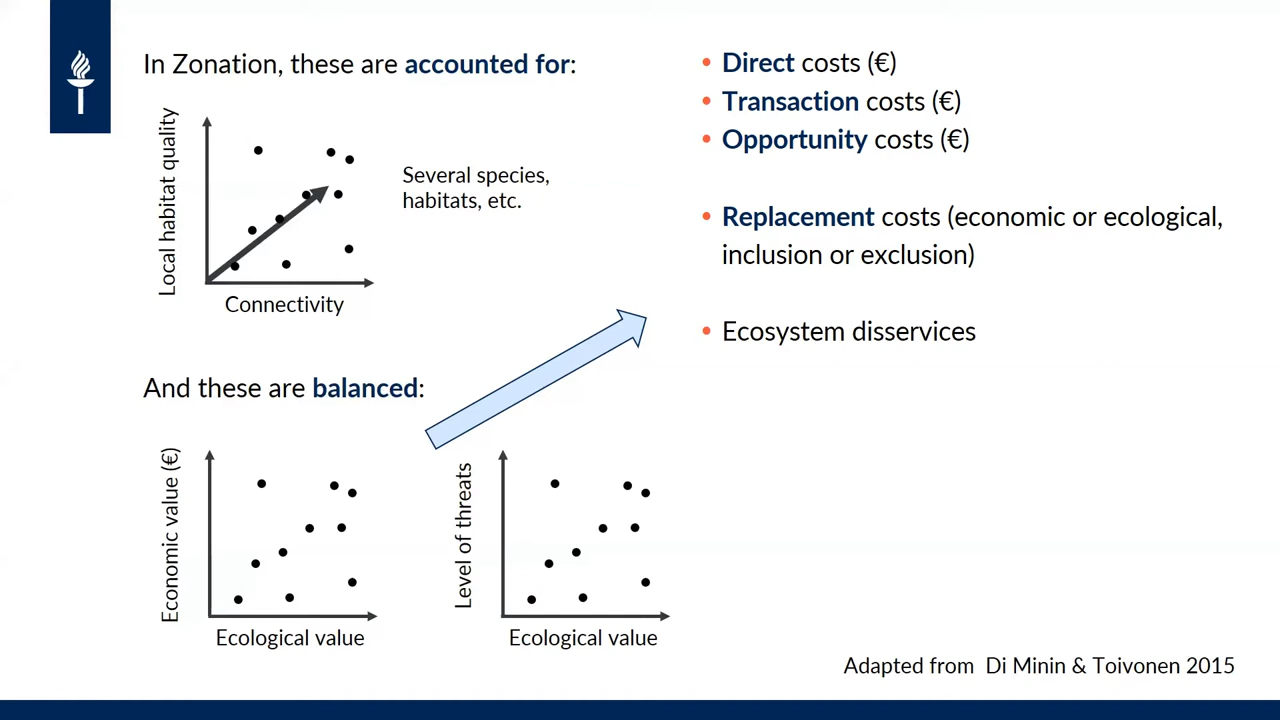 In Zonation, these are accounted for:
Local habitat quality
Connectivity
Several species,
habitats, etc.
And these are balanced:
Economic value (€)
Ecological value
Level of threats
Ecological value
• Direct costs (€)
• Transaction costs (€)
• Opportunity costs (€)
• Replacement costs (economic or ecological,
inclusion or exclusion)
• Ecosystem disservices
Adapted from Di Minin & Toivonen 2015